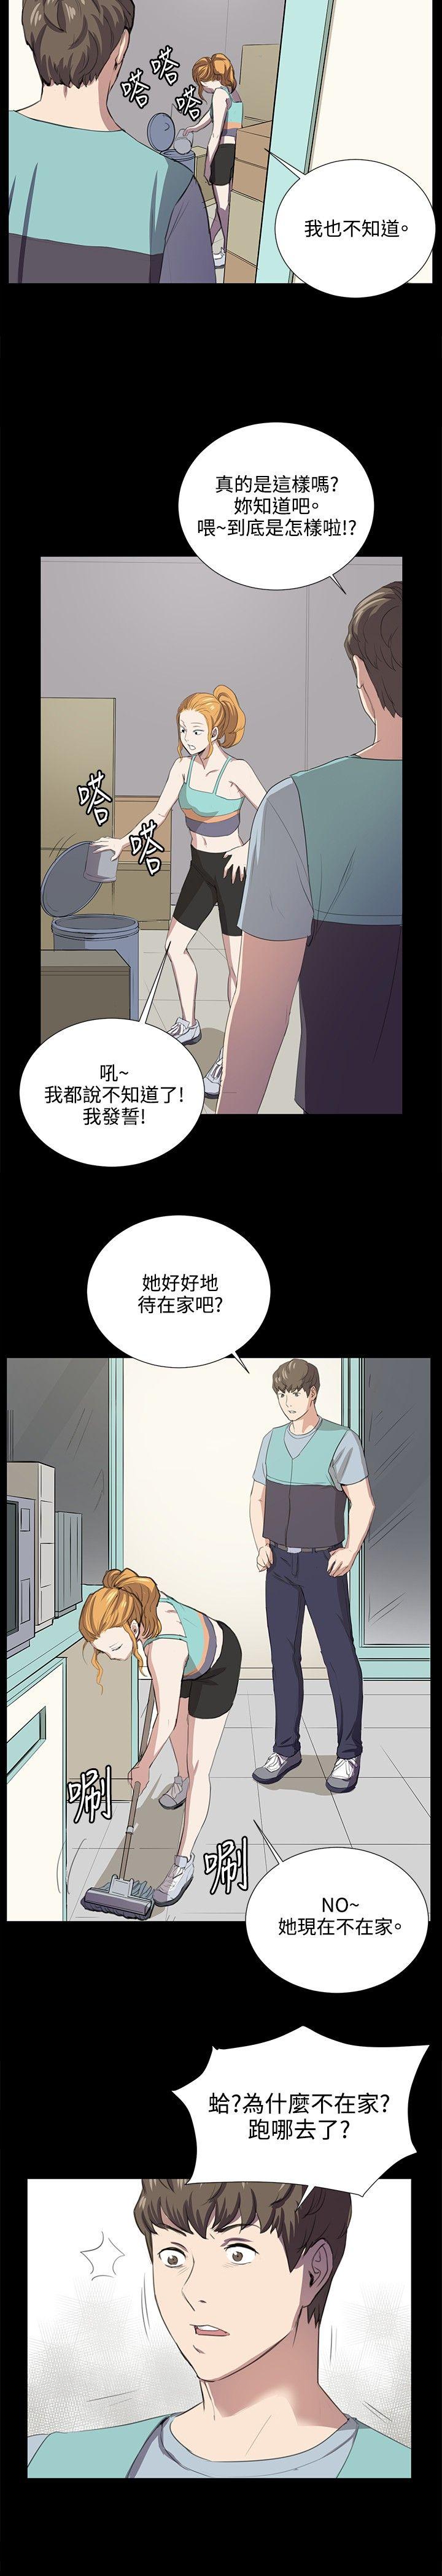 嗒
嗒
嗒
我也不知道。
真的是這樣嗎?
妳知道吧。
喂~到底是怎樣啦!?
嗒
嗒
吼~
我都說不知道了!
我發誓!
她好好地
待在家吧?
唰
唰
NO~
她現在不在家。
蛤?為什麼不在家?
跑哪去了?